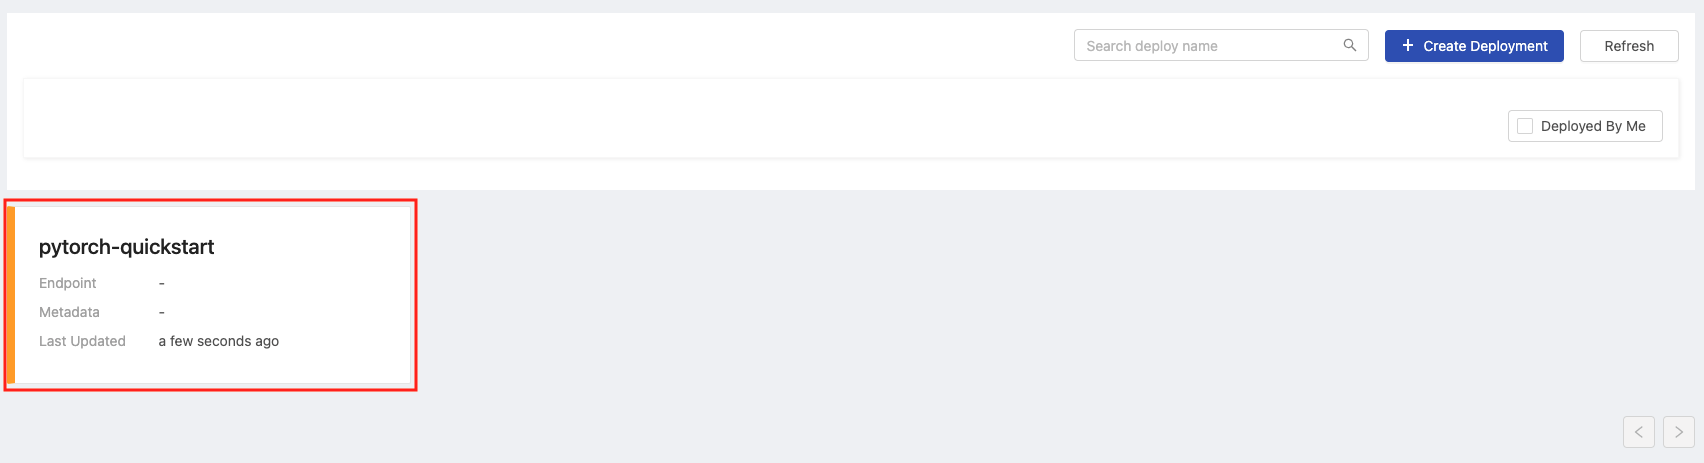 Search deploy name
+ Create Deployment
Refresh
Deployed By Me
pytorch-quickstart
Endpoint -
Metadata -
Last Updated a few seconds ago